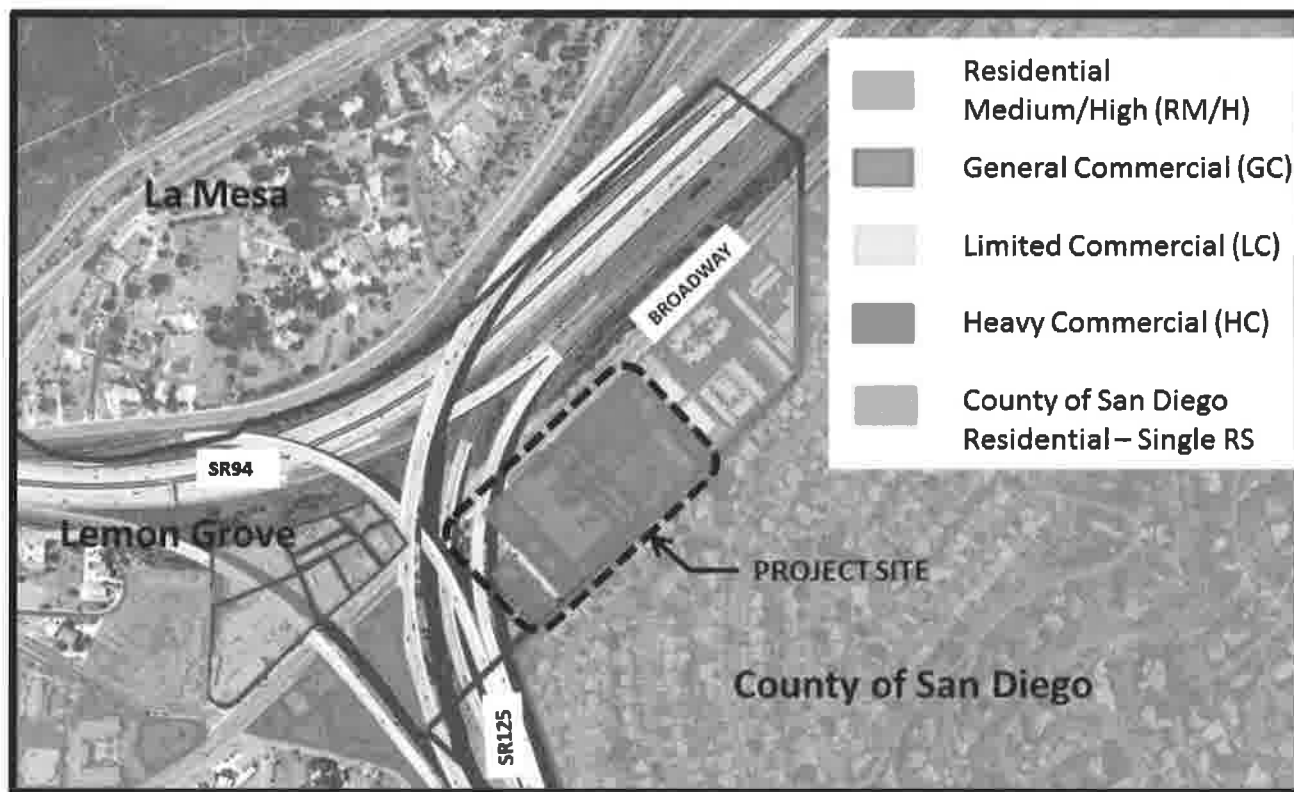 Residential
Medium/High (RM/H)
General Commercial (GC)
Limited Commercial (LC)
Heavy Commercial (HC)
County of San Diego
Residential – Single RS
La Mesa
BROADWAY
SR94
Lemon Grove
PROJECT SITE
County of San Diego
SR125